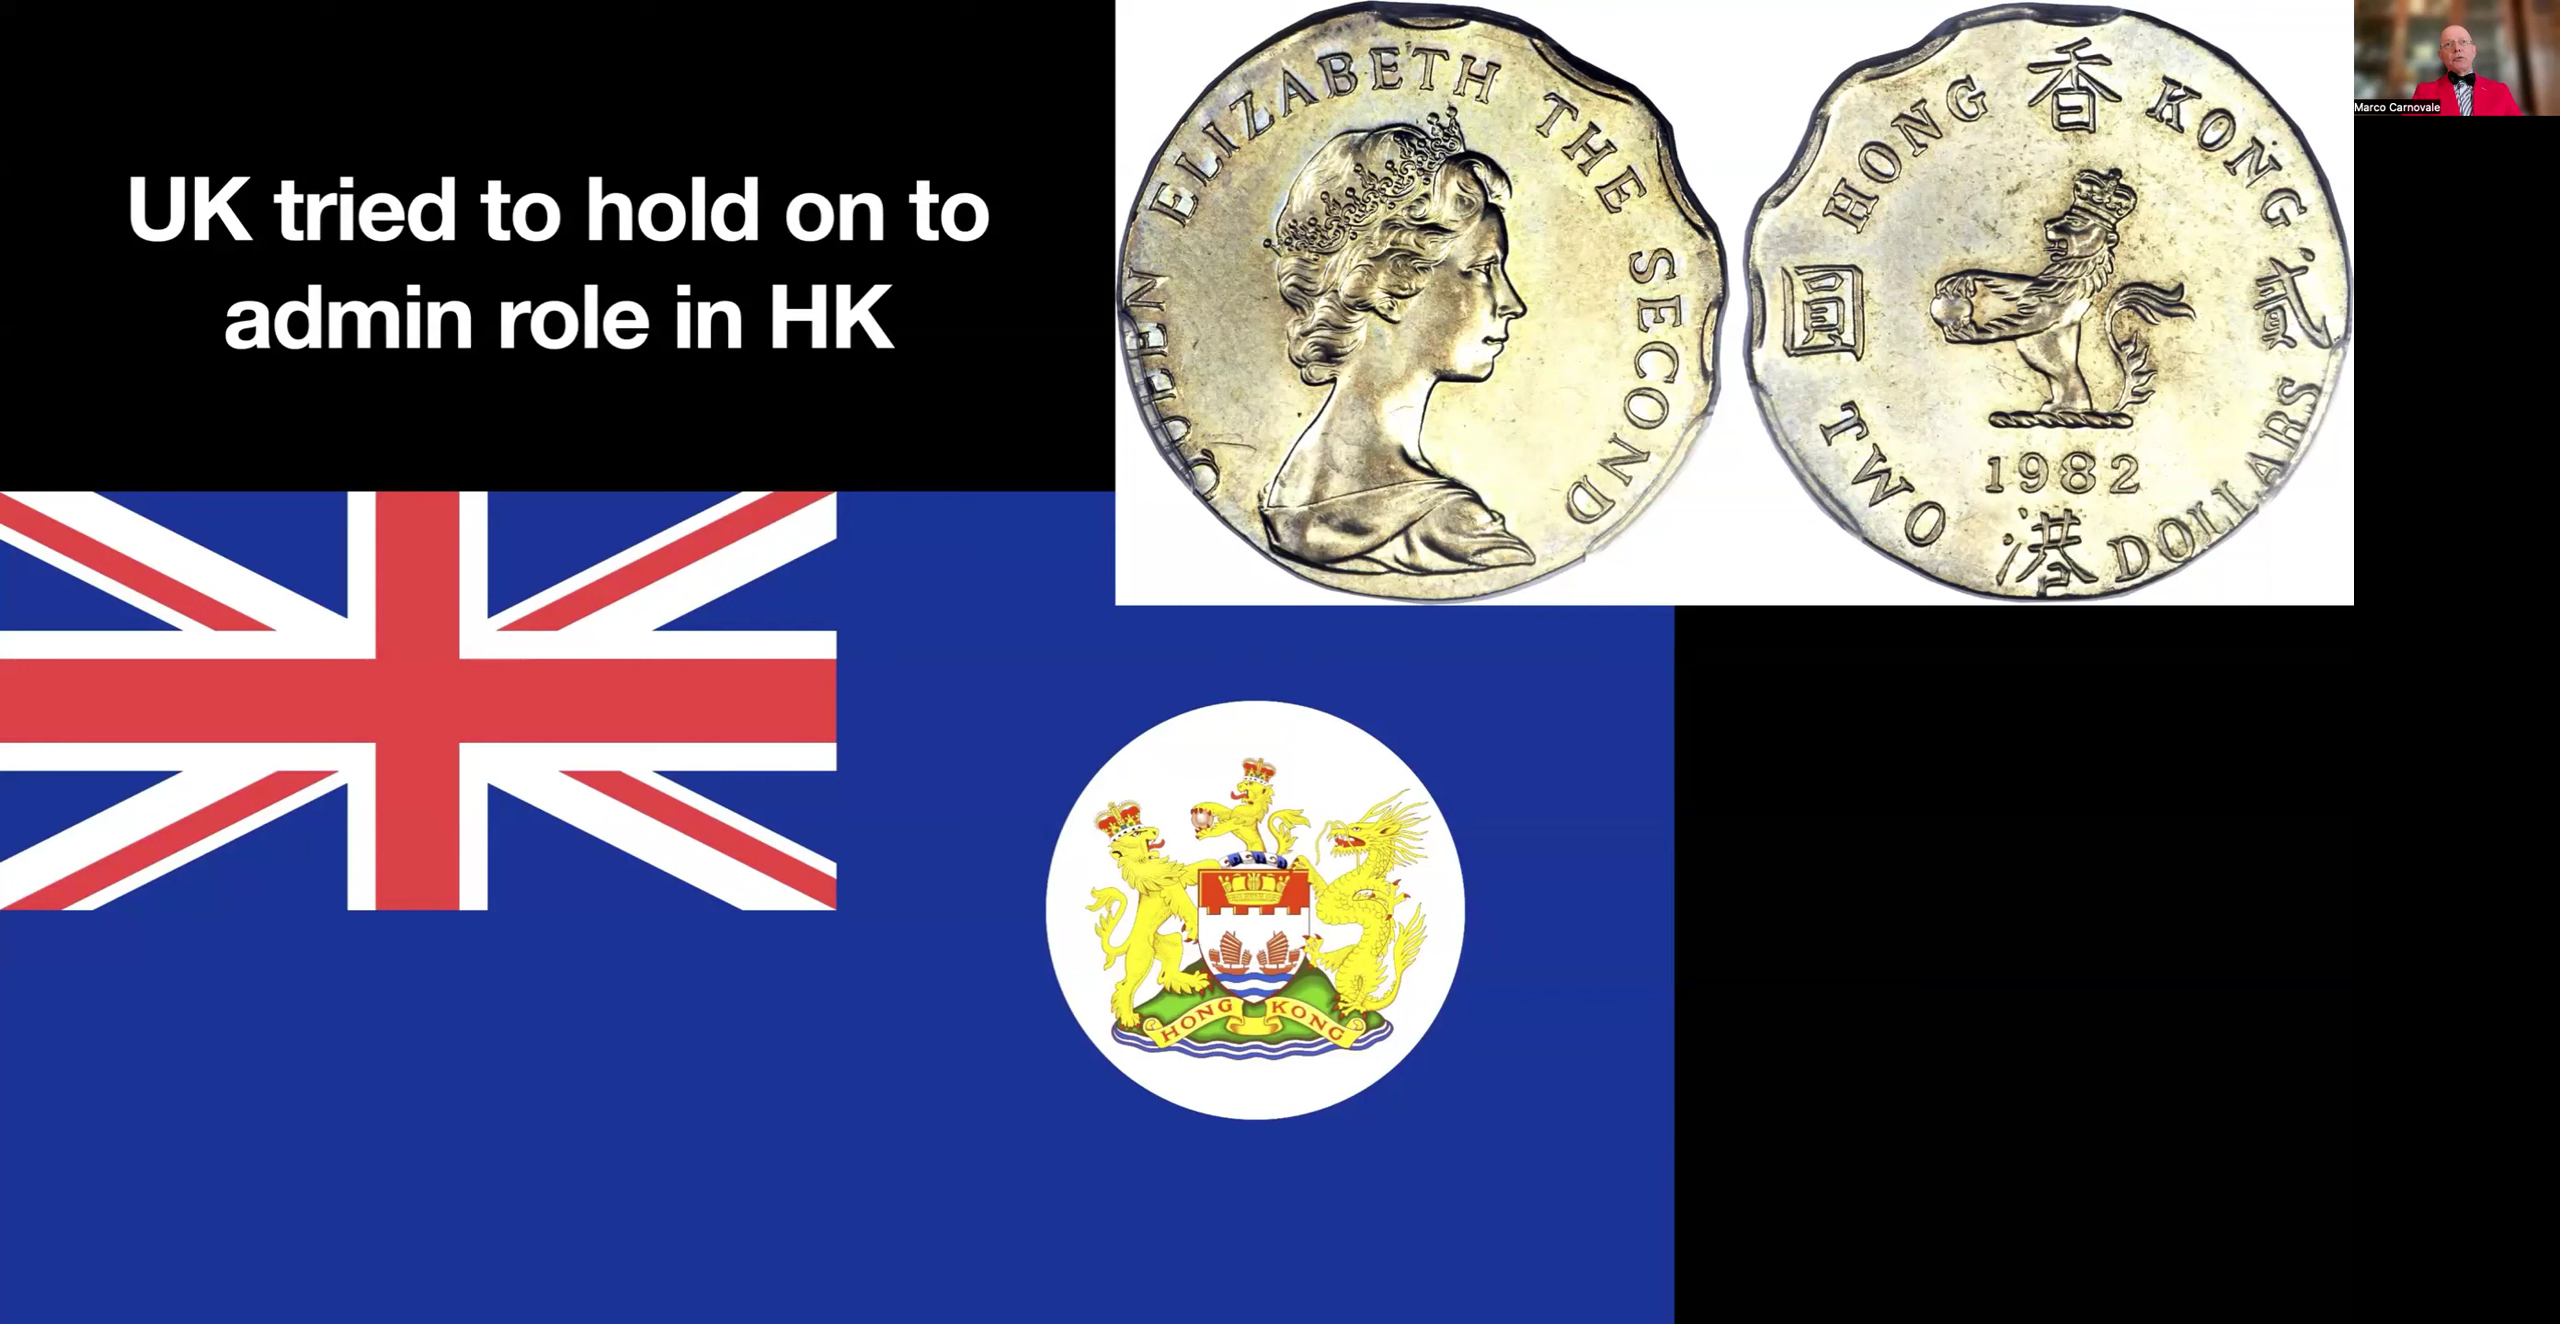 UK tried to hold on to
admin role in HK
QUEEN ELIZABETH THE SECOND
HONG 香 KONG
圓 貳
1982
TWO 港 DOLLARS
Marco Carnovale
HONG KONG